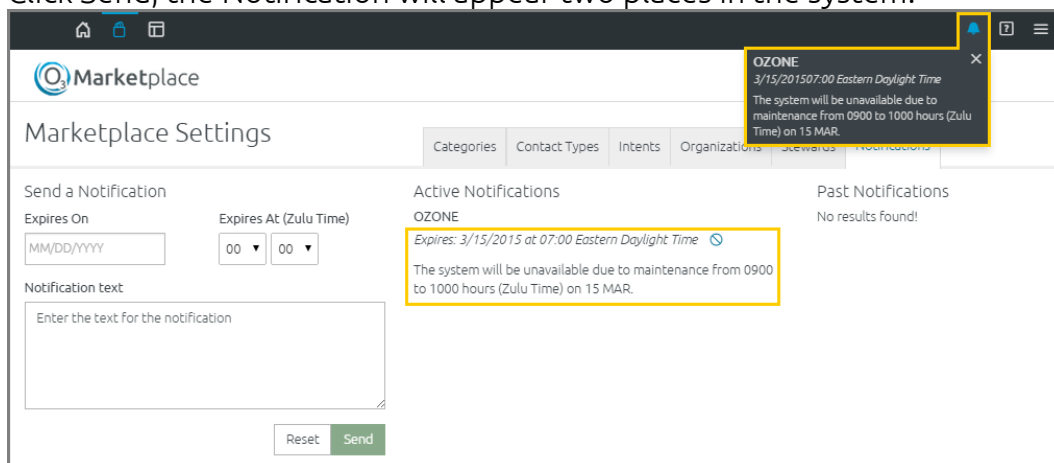 Click Send, the Notification will appear two places in the system.
OZONE
3/15/201507:00 Eastern Daylight Time
The system will be unavailable due to
maintenance from 0900 to 1000 hours (Zulu
Time) on 15 MAR.
O3 Marketplace
Marketplace Settings
Categories Contact Types Intents Organizations Stewards Notifications
Send a Notification
Expires On Expires At (Zulu Time)
MM/DD/YYYY 00 00
Notification text
Enter the text for the notification
Reset Send
Active Notifications
OZONE
Expires: 3/15/2015 at 07:00 Eastern Daylight Time
The system will be unavailable due to maintenance from 0900
to 1000 hours (Zulu Time) on 15 MAR.
Past Notifications
No results found!